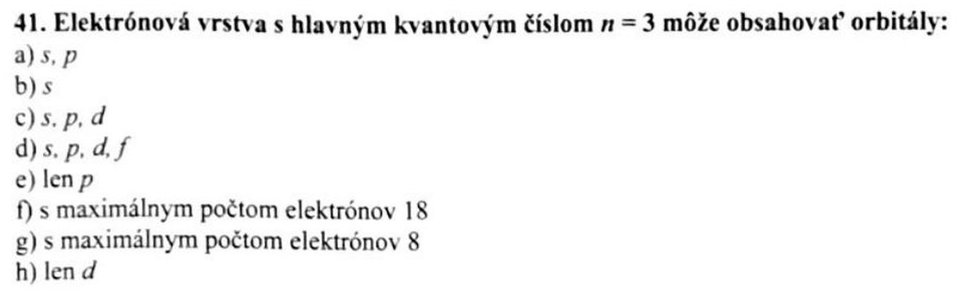 41. Elektrónová vrstva s hlavným kvantovým číslom n = 3 môže obsahovať orbitály:
a) s, p
b) s
c) s, p, d
d) s, p, d, f
e) len p
f) s maximálnym počtom elektrónov 18
g) s maximálnym počtom elektrónov 8
h) len d